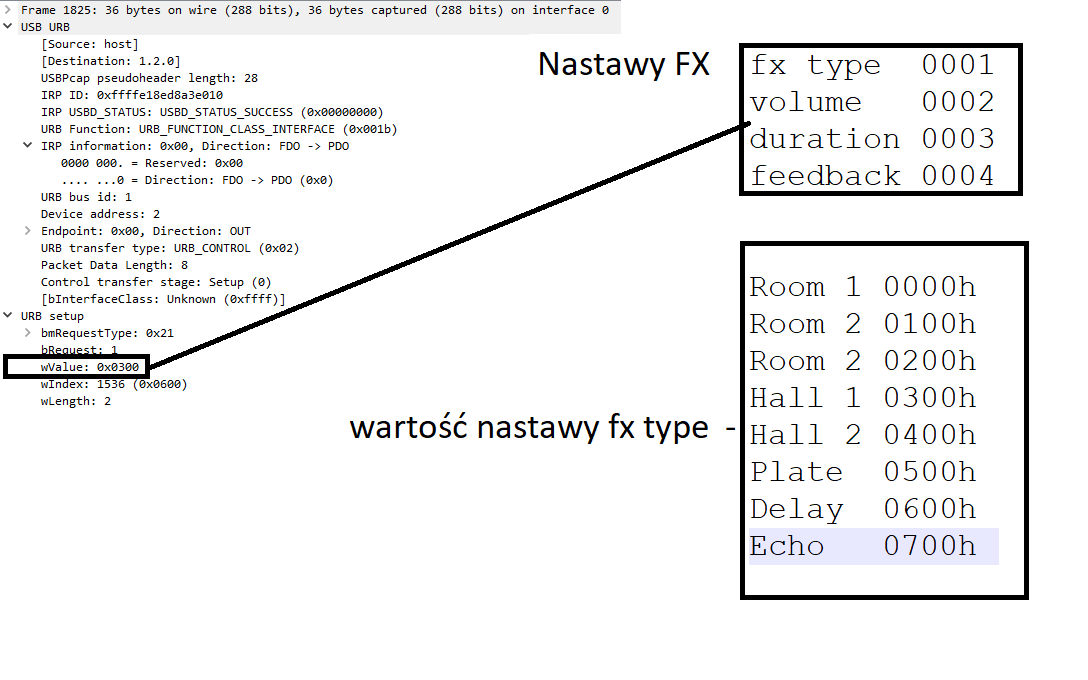 Frame 1825: 36 bytes on wire (288 bits), 36 bytes captured (288 bits) on interface 0
USB URB
[Source: host]
[Destination: 1.2.0]
USBPcap pseudoheader length: 28
IRP ID: 0xffffe18ed8a3e010
IRP USBD_STATUS: USBD_STATUS_SUCCESS (0x00000000)
URB Function: URB_FUNCTION_CLASS_INTERFACE (0x001b)
IRP information: 0x00, Direction: FDO -> PDO
0000 000. = Reserved: 0x00
.... ...0 = Direction: FDO -> PDO (0x0)
URB bus id: 1
Device address: 2
Endpoint: 0x00, Direction: OUT
URB transfer type: URB_CONTROL (0x02)
Packet Data Length: 8
Control transfer stage: Setup (0)
[bInterfaceClass: Unknown (0xffff)]
URB setup
bmRequestType: 0x21
bRequest: 1
wValue: 0x0300
wIndex: 1536 (0x0600)
wLength: 2
Nastawy FX
fx type 0001
volume 0002
duration 0003
feedback 0004
wartość nastawy fx type -
Room 1 0000h
Room 2 0100h
Room 2 0200h
Hall 1 0300h
Hall 2 0400h
Plate 0500h
Delay 0600h
Echo 0700h